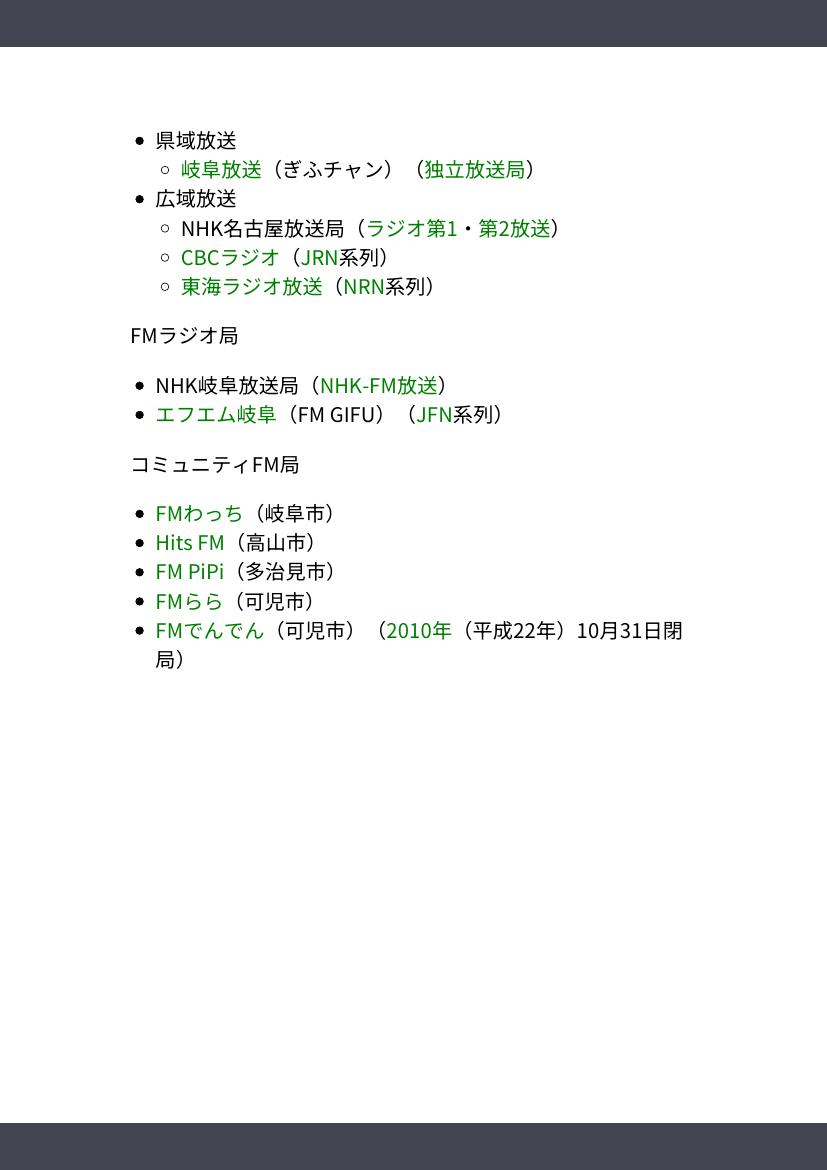 県域放送
岐阜放送（ぎふチャン）（独立放送局）
広域放送
NHK名古屋放送局（ラジオ第1・第2放送）
CBCラジオ（JRN系列）
東海ラジオ放送（NRN系列）
FMラジオ局
NHK岐阜放送局（NHK-FM放送）
エフエム岐阜（FM GIFU）（JFN系列）
コミュニティFM局
FMわっち（岐阜市）
Hits FM（高山市）
FM PiPi（多治見市）
FMらら（可児市）
FMでんでん（可児市）（2010年（平成22年）10月31日閉
局）